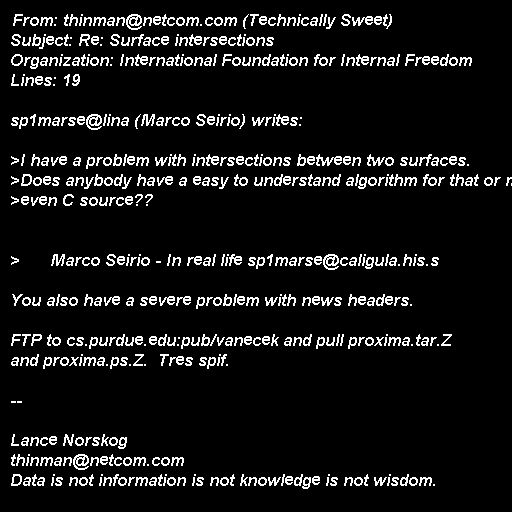 From: thinman@netcom.com (Technically Sweet)
Subject: Re: Surface intersections
Organization: International Foundation for Internal Freedom
Lines: 19
sp1marse@lina (Marco Seirio) writes:
>I have a problem with intersections between two surfaces.
>Does anybody have a easy to understand algorithm for that or
>even C source??
> Marco Seirio - In real life sp1marse@caligula.his.s
You also have a severe problem with news headers.
FTP to cs.purdue.edu:pub/vanecek and pull proxima.tar.Z
and proxima.ps.Z. Tres spif.
--
Lance Norskog
thinman@netcom.com
Data is not information is not knowledge is not wisdom.